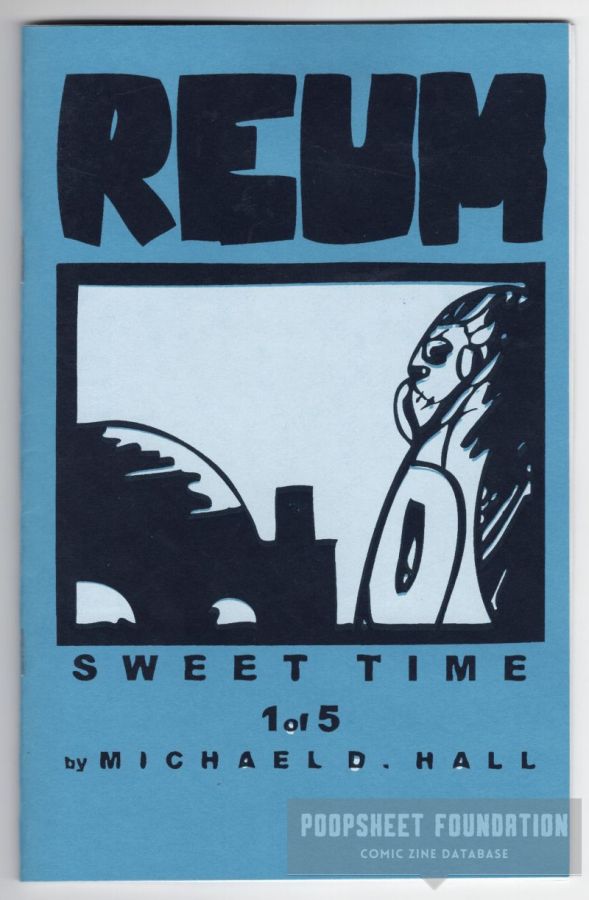 REUM
SWEET TIME
1 of 5
by MICHAEL D. HALL
POOPSHEET FOUNDATION
COMIC ZINE DATABASE